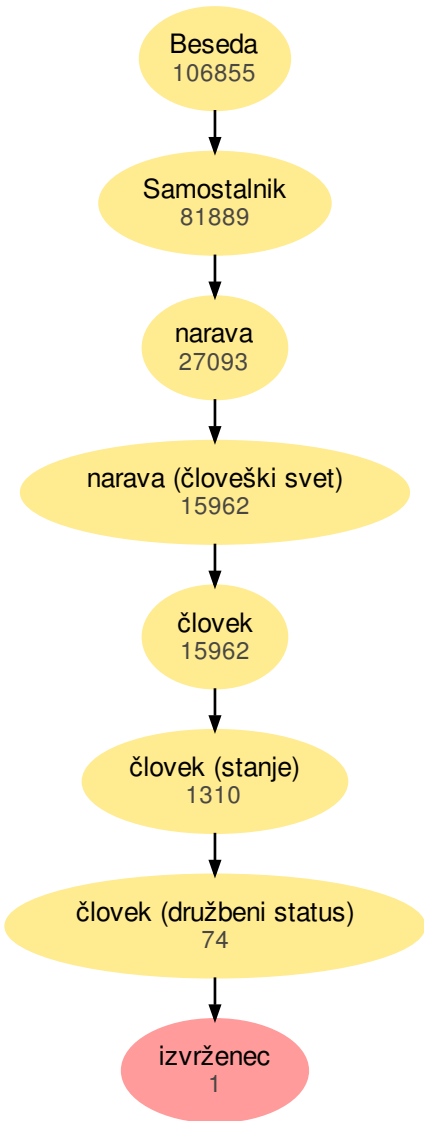 Beseda
106855
Samostalnik
81889
narava
27093
narava (človeški svet)
15962
človek
15962
človek (stanje)
1310
človek (družbeni status)
74
izvrženec
1